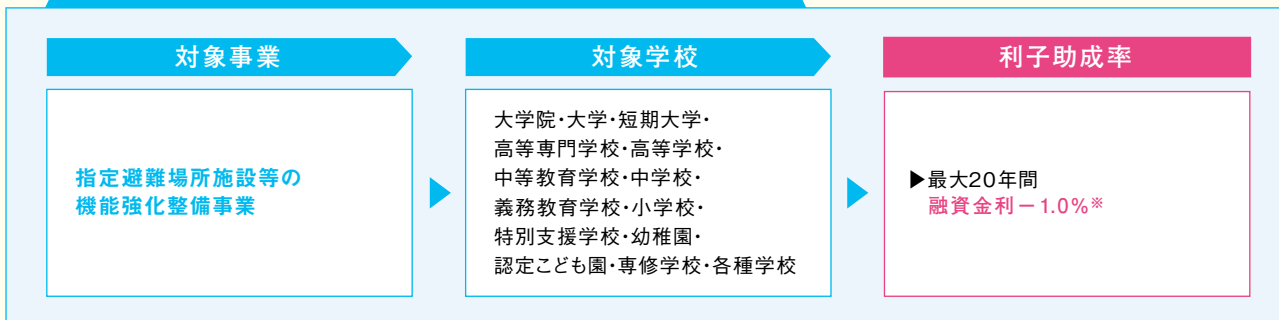 対象事業
指定避難場所施設等の
機能強化整備事業
対象学校
大学院・大学・短期大学・
高等専門学校・高等学校・
中等教育学校・中学校・
義務教育学校・小学校・
特別支援学校・幼稚園・
認定こども園・専修学校・各種学校
利子助成率
▶最大20年間
融資金利－1.0%※